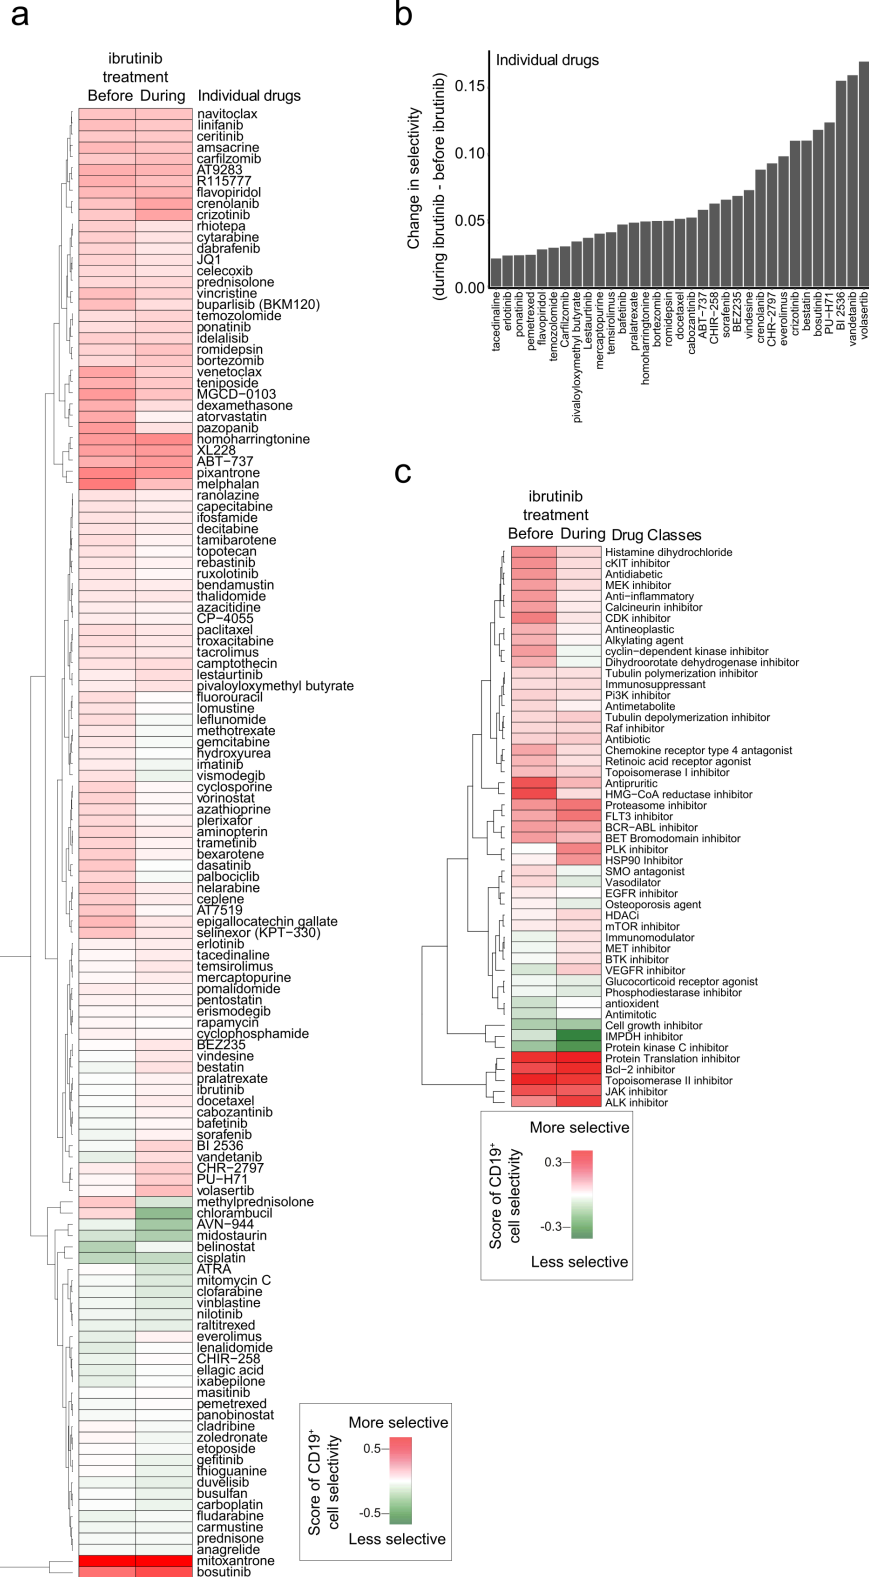 a
ibrutinib
treatment
Before During Individual drugs
navitoclax
linifanib
ceritinib
amsacrine
carfilzomib
AT9283
R115777
flavopiridol
crenolanib
crizotinib
rhiotepa
cytarabine
dabrafenib
JQ1
celecoxib
prednisolone
vincristine
buparlisib (BKM120)
temozolomide
ponatinib
idelalisib
romidepsin
bortezomib
venetoclax
teniposide
MGCD−0103
dexamethasone
atorvastatin
pazopanib
homoharringtonine
XL228
ABT−737
pixantrone
melphalan
ranolazine
capecitabine
ifosfamide
decitabine
tamibarotene
topotecan
rebastinib
ruxolotinib
bendamustin
thalidomide
azacitidine
CP−4055
paclitaxel
troxacitabine
tacrolimus
camptothecin
lestaurtinib
pivaloyloxymethyl butyrate
fluorouracil
lomustine
leflunomide
methotrexate
gemcitabine
hydroxyurea
imatinib
vismodegib
cyclosporine
vorinostat
azathioprine
plerixafor
aminopterin
trametinib
bexarotene
dasatinib
palbociclib
nelarabine
ceplene
AT7519
epigallocatechin gallate
selinexor (KPT−330)
erlotinib
tacedinaline
temsirolimus
mercaptopurine
pomalidomide
pentostatin
erismodegib
rapamycin
cyclophosphamide
BEZ235
vindesine
bestatin
pralatrexate
ibrutinib
docetaxel
cabozantinib
bafetinib
sorafenib
BI 2536
vandetanib
CHR−2797
PU−H71
volasertib
methylprednisolone
chlorambucil
AVN−944
midostaurin
belinostat
cisplatin
ATRA
mitomycin C
clofarabine
vinblastine
nilotinib
raltitrexed
everolimus
lenalidomide
CHIR−258
ellagic acid
ixabepilone
masitinib
pemetrexed
panobinostat
cladribine
zoledronate
etoposide
gefitinib
thioguanine
duvelisib
busulfan
carboplatin
fludarabine
carmustine
prednisone
anagrelide
mitoxantrone
bosutinib
More selective
Score of CD19+
cell selectivity
0.5
-0.5
Less selective
b
Individual drugs
Change in selectivity
(during ibrutinib - before ibrutinib)
0.15
0.10
0.05
0.00
tacedinaline
erlotinib
ponatinib
pemetrexed
flavopiridol
temozolomide
Carfilzomib
pivaloyloxymethyl butyrate
Lestaurtinib
mercaptopurine
temsirolimus
bafetinib
pralatrexate
homoharringtonine
bortezomib
romidepsin
docetaxel
cabozantinib
ABT-737
CHIR-258
sorafenib
BEZ235
vindesine
crenolanib
CHR-2797
everolimus
crizotinib
bestatin
bosutinib
PU-H71
BI 2536
vandetanib
volasertib
c
ibrutinib
treatment
Before During Drug Classes
Histamine dihydrochloride
cKIT inhibitor
Antidiabetic
MEK inhibitor
Anti−inflammatory
Calcineurin inhibitor
CDK inhibitor
Antineoplastic
Alkylating agent
cyclin−dependent kinase inhibitor
Dihydroorotate dehydrogenase inhibitor
Tubulin polymerization inhibitor
Immunosuppressant
Pi3K inhibitor
Antimetabolite
Tubulin depolymerization inhibitor
Raf inhibitor
Antibiotic
Chemokine receptor type 4 antagonist
Retinoic acid receptor agonist
Topoisomerase I inhibitor
Antipruritic
HMG−CoA reductase inhibitor
Proteasome inhibitor
FLT3 inhibitor
BCR−ABL inhibitor
BET Bromodomain inhibitor
PLK inhibitor
HSP90 Inhibitor
SMO antagonist
Vasodilator
EGFR inhibitor
Osteoporosis agent
HDACi
mTOR inhibitor
Immunomodulator
MET inhibitor
BTK inhibitor
VEGFR inhibitor
Glucocorticoid receptor agonist
Phosphodiestarase inhibitor
antioxident
Antimitotic
Cell growth inhibitor
IMPDH inhibitor
Protein kinase C inhibitor
Protein Translation inhibitor
Bcl−2 inhibitor
Topoisomerase II inhibitor
JAK inhibitor
ALK inhibitor
More selective
Score of CD19+
cell selectivity
0.3
-0.3
Less selective